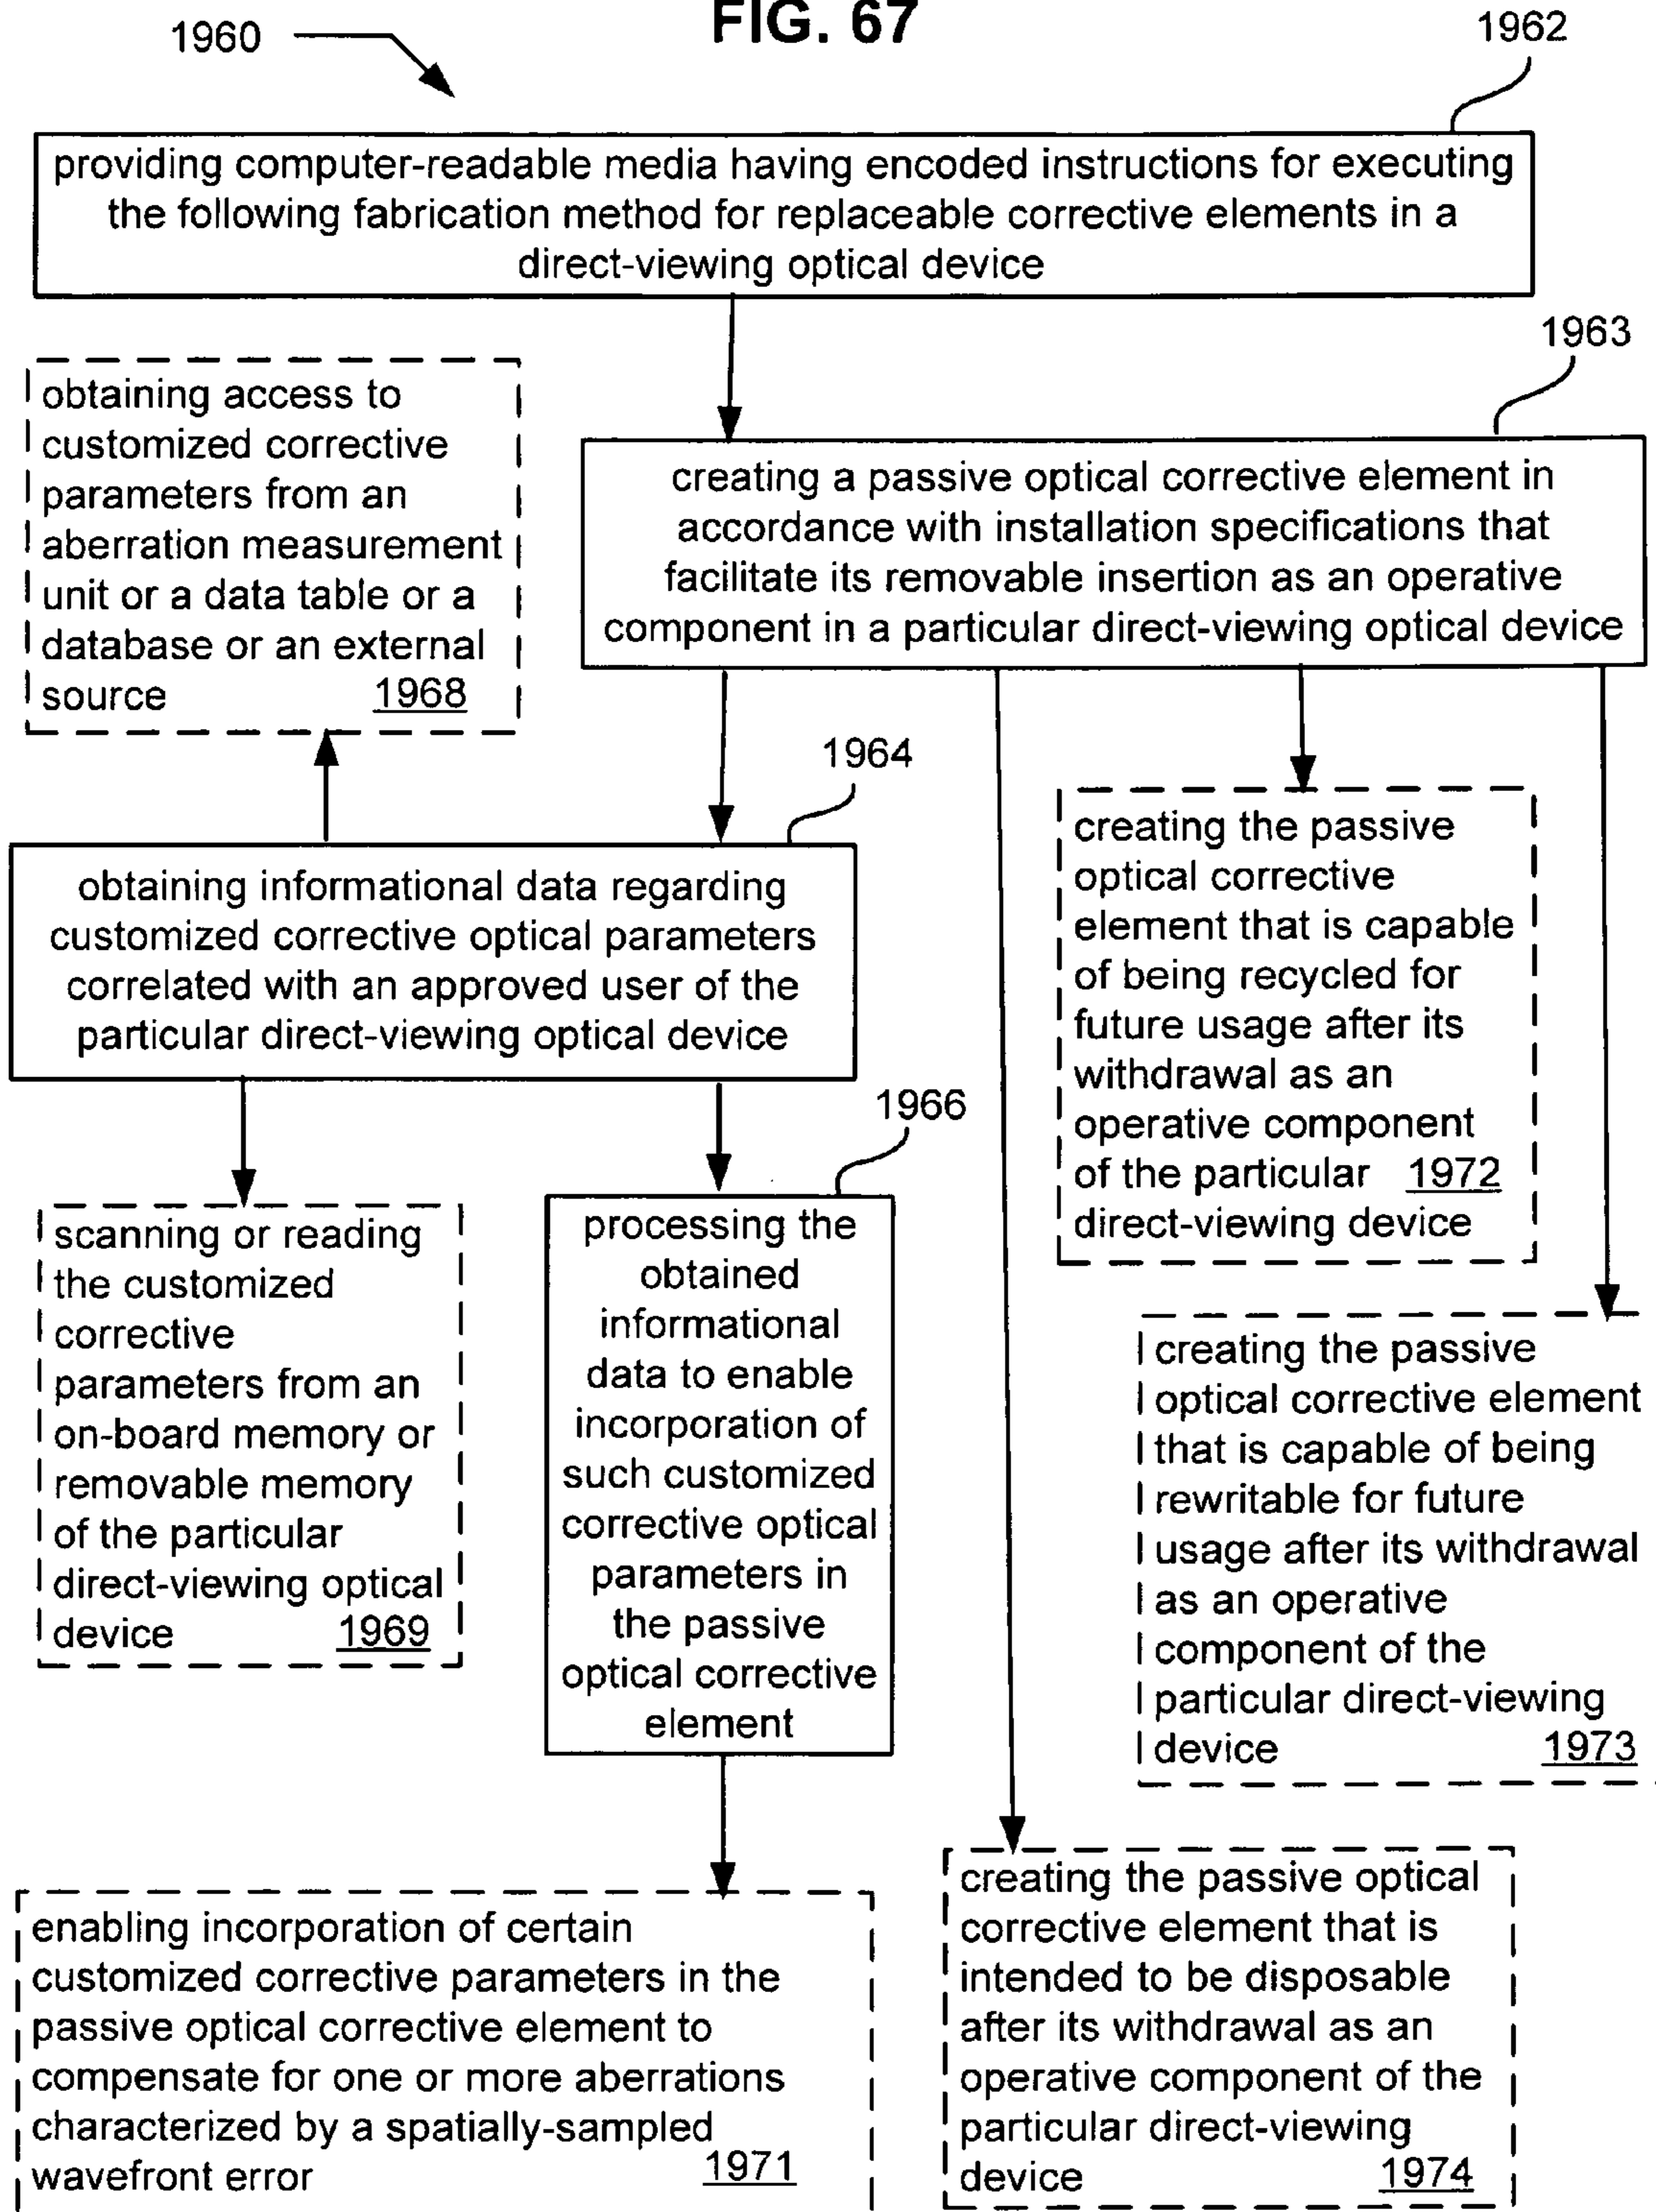 FIG. 67
1960
1962
providing computer-readable media having encoded instructions for executing
the following fabrication method for replaceable corrective elements in a
direct-viewing optical device
1963
creating a passive optical corrective element in
accordance with installation specifications that
facilitate its removable insertion as an operative
component in a particular direct-viewing optical device
obtaining access to
customized corrective
parameters from an
aberration measurement
unit or a data table or a
database or an external
source 1968
1964
obtaining informational data regarding
customized corrective optical parameters
correlated with an approved user of the
particular direct-viewing optical device
creating the passive
optical corrective
element that is capable
of being recycled for
future usage after its
withdrawal as an
operative component
of the particular 1972
direct-viewing device
1966
scanning or reading
the customized
corrective
parameters from an
on-board memory or
removable memory
of the particular
direct-viewing optical
device 1969
processing the
obtained
informational
data to enable
incorporation of
such customized
corrective optical
parameters in
the passive
optical corrective
element
creating the passive
optical corrective element
that is capable of being
rewritable for future
usage after its withdrawal
as an operative
component of the
particular direct-viewing
device 1973
enabling incorporation of certain
customized corrective parameters in the
passive optical corrective element to
compensate for one or more aberrations
characterized by a spatially-sampled
wavefront error 1971
creating the passive optical
corrective element that is
intended to be disposable
after its withdrawal as an
operative component of the
particular direct-viewing
device 1974